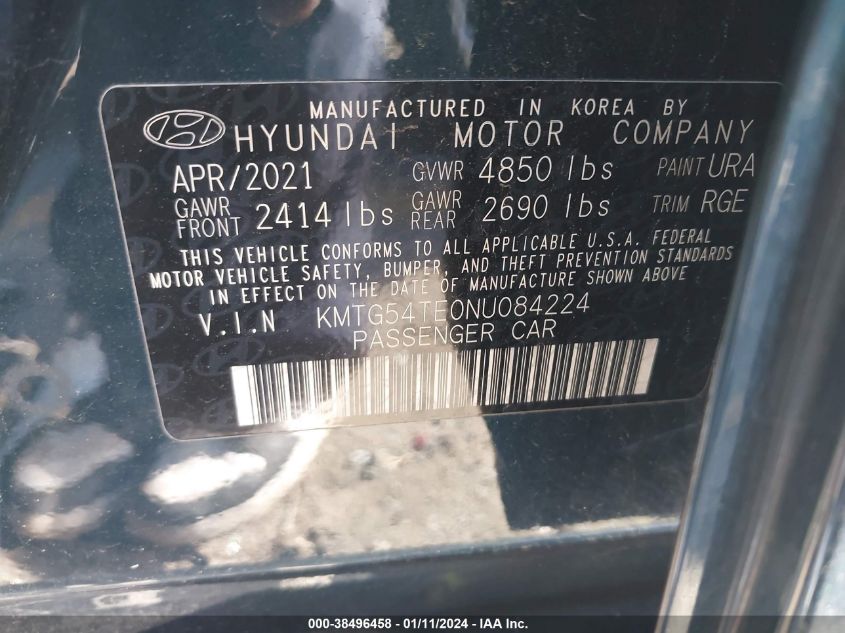 MANUFACTURED IN KOREA BY
HYUNDAI MOTOR COMPANY
APR/2021 GVWR 4850 lbs PAINT URA
GAWR FRONT 2414 lbs GAWR REAR 2690 lbs TRIM RGE
THIS VEHICLE CONFORMS TO ALL APPLICABLE U.S.A. FEDERAL
MOTOR VEHICLE SAFETY, BUMPER, AND THEFT PREVENTION STANDARDS
IN EFFECT ON THE DATE OF MANUFACTURE SHOWN ABOVE
V.I.N KMTG54TE0NU084224
PASSENGER CAR
000-38496458 - 01/11/2024 - IAA Inc.